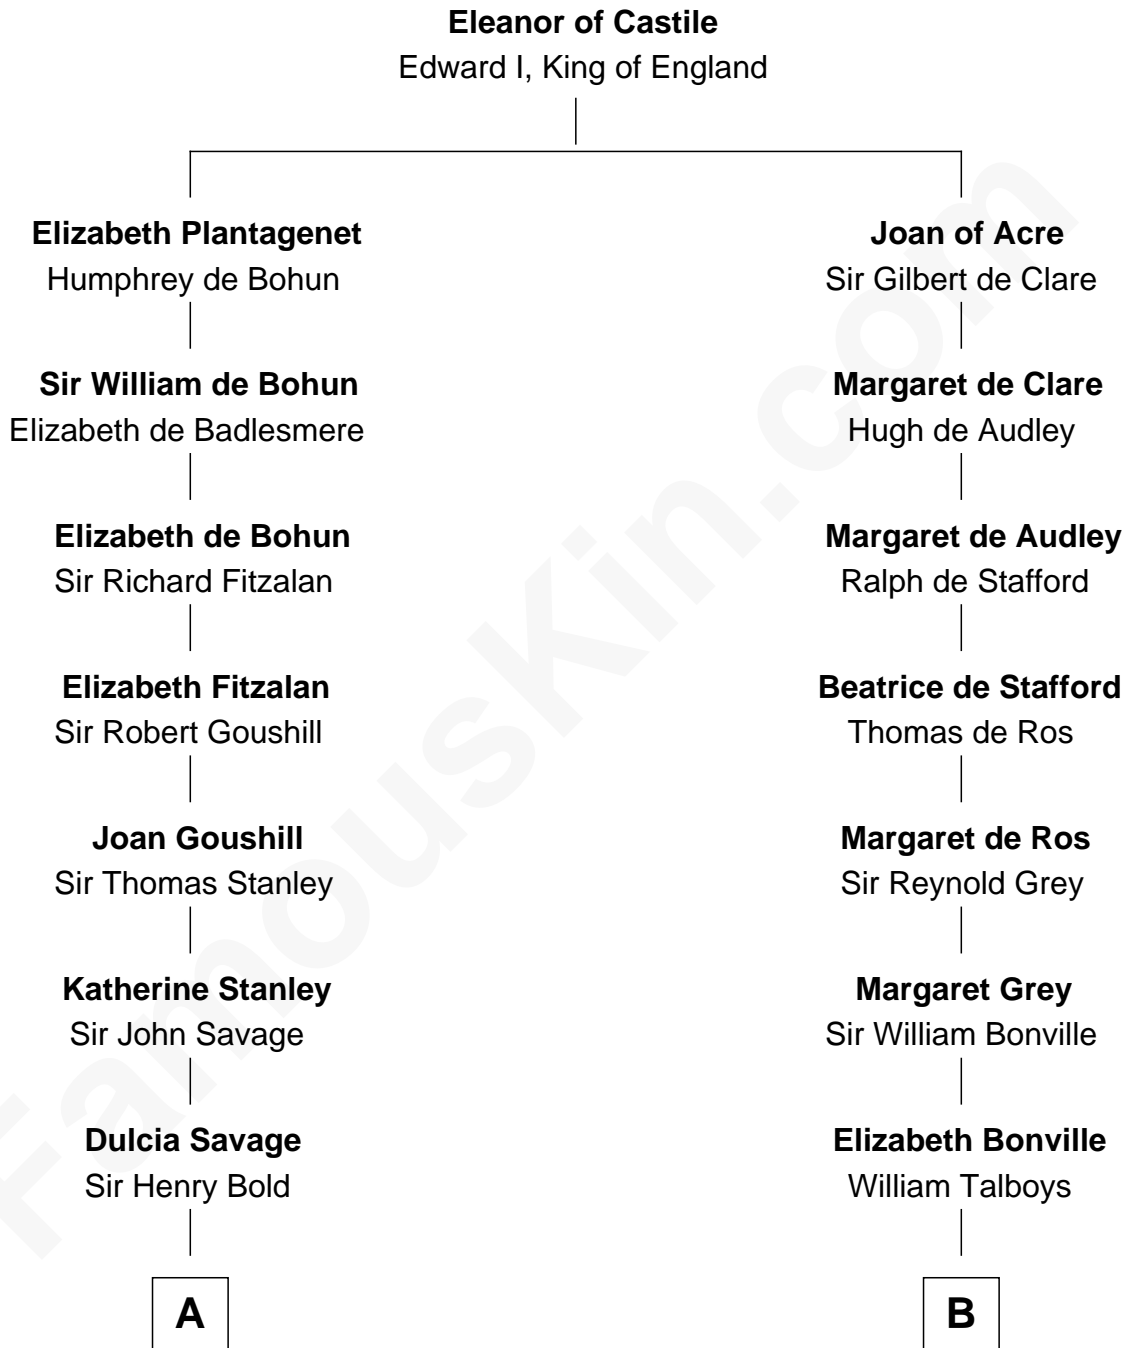 Eleanor of Castile
Edward I, King of England
Elizabeth Plantagenet
Humphrey de Bohun
Joan of Acre
Sir Gilbert de Clare
Sir William de Bohun
Elizabeth de Badlesmere
Margaret de Clare
Hugh de Audley
Elizabeth de Bohun
Sir Richard Fitzalan
Margaret de Audley
Ralph de Stafford
Elizabeth Fitzalan
Sir Robert Goushill
Beatrice de Stafford
Thomas de Ros
Joan Goushill
Sir Thomas Stanley
Margaret de Ros
Sir Reynold Grey
Katherine Stanley
Sir John Savage
Margaret Grey
Sir William Bonville
Dulcia Savage
Sir Henry Bold
Elizabeth Bonville
William Talboys
A
B
FamousKin.com